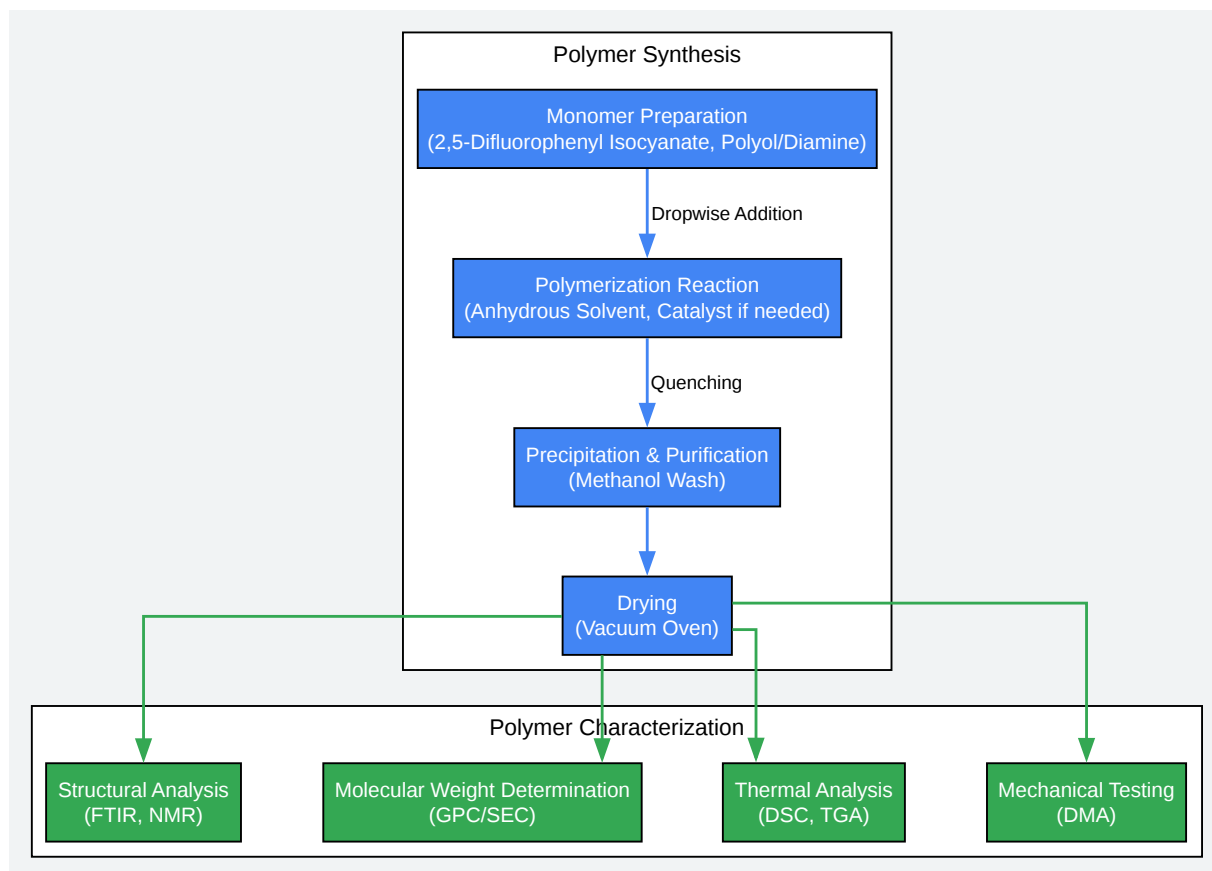 Polymer Synthesis
Monomer Preparation
(2,5-Difluorophenyl Isocyanate, Polyol/Diamine)
Dropwise Addition
Polymerization Reaction
(Anhydrous Solvent, Catalyst if needed)
Quenching
Precipitation & Purification
(Methanol Wash)
Drying
(Vacuum Oven)
Polymer Characterization
Structural Analysis
(FTIR, NMR)
Molecular Weight Determination
(GPC/SEC)
Thermal Analysis
(DSC, TGA)
Mechanical Testing
(DMA)